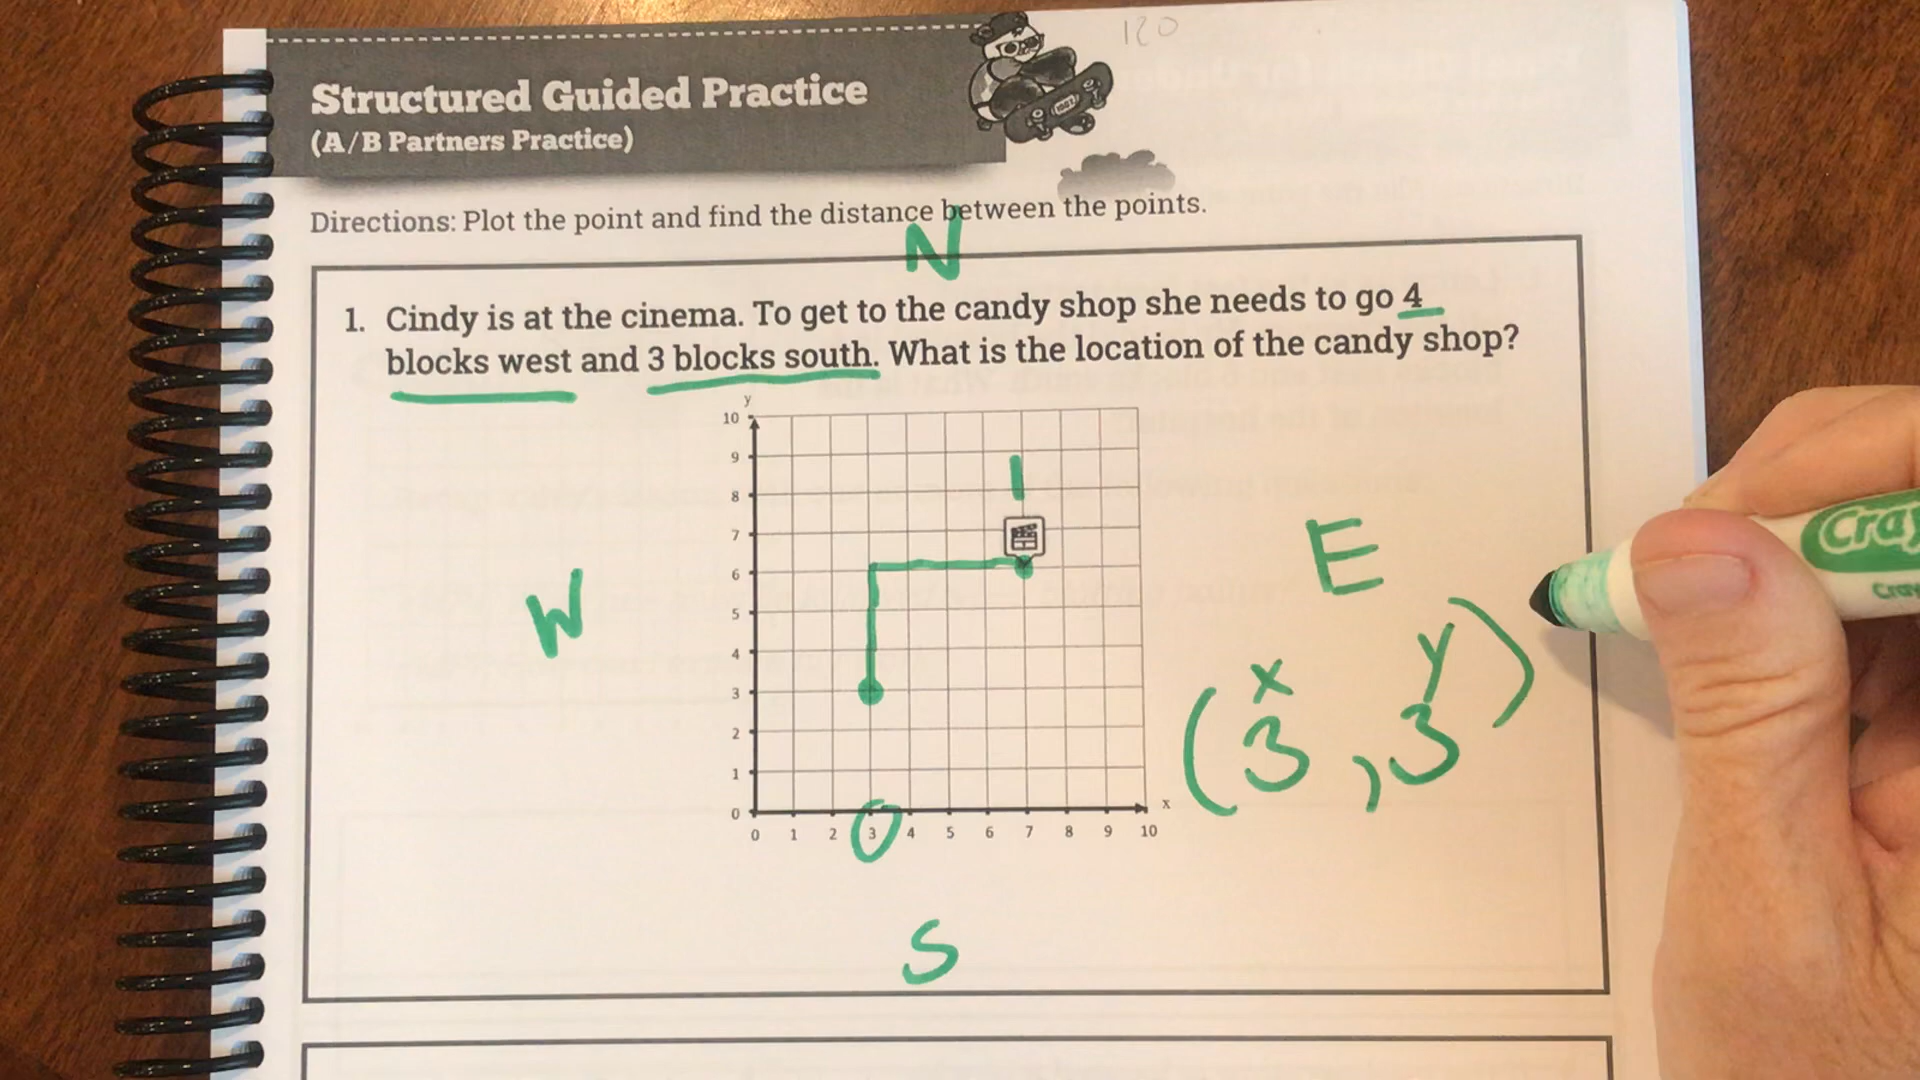 120
Structured Guided Practice
(A/B Partners Practice)
Directions: Plot the point and find the distance between the points.
N
1. Cindy is at the cinema. To get to the candy shop she needs to go 4
blocks west and 3 blocks south. What is the location of the candy shop?
y
10
9
8
7
6
5
4
3
2
1
0
W
E
x y
(3,3)
x
0 1 2 3 4 5 6 7 8 9 10
S
Cray
Cray